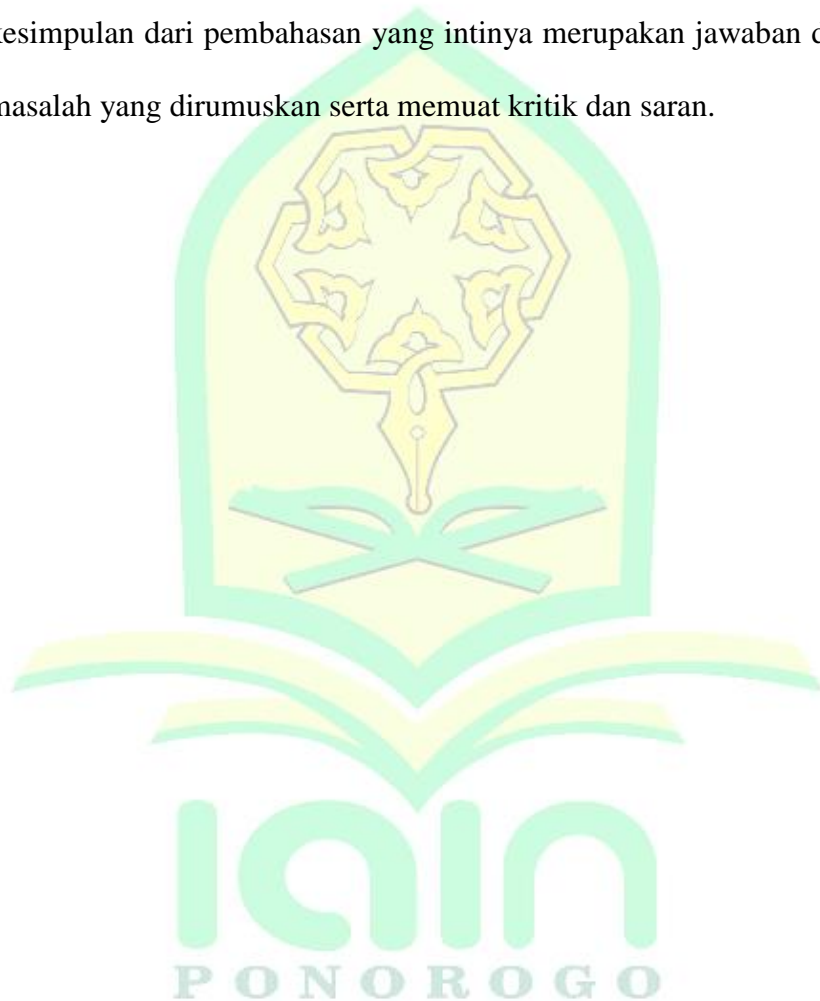 kesimpulan dari pembahasan yang intinya merupakan jawaban
masalah yang dirumuskan serta memuat kritik dan saran.
iain
PONOROGO